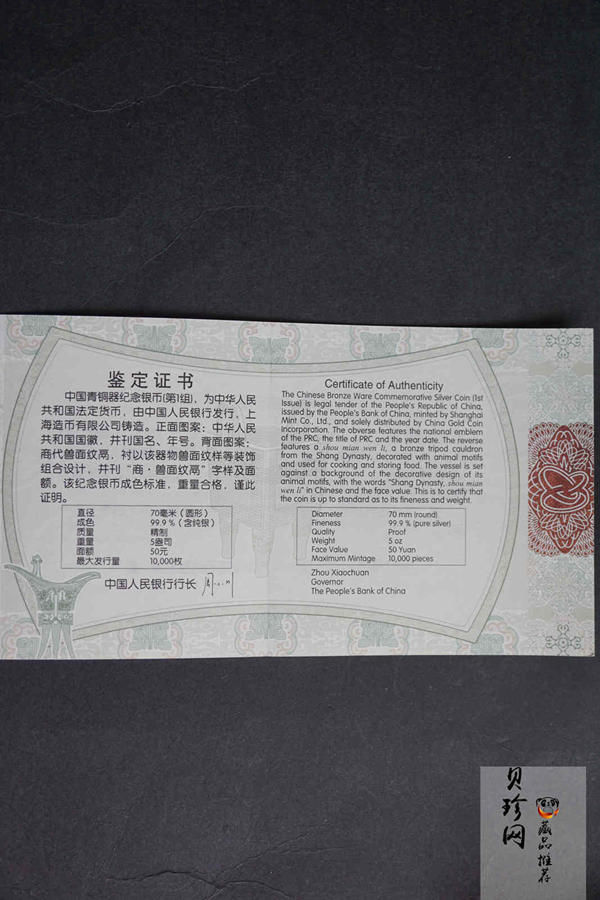 鉴定证书
中国青铜器纪念银币(第1组)，为中华人民
共和国法定货币，由中国人民银行发行，上
海造币有限公司铸造。正面图案：中华人民
共和国国徽，并刊国名、年号。背面图案：
商代兽面纹鬲，衬以该器物兽面纹样等装饰
组合设计，并刊“商·兽面纹鬲”字样及面
额。该纪念银币成色标准，重量合格，谨此
证明。
直径 70毫米（圆形）
成色 99.9％（含纯银）
质量 精制
重量 5盎司
面额 50元
最大发行量 10,000枚
中国人民银行行长
Certificate of Authenticity
The Chinese Bronze Ware Commemorative Silver Coin (1st
Issue) is legal tender of the People's Republic of China,
issued by the People's Bank of China, minted by Shanghai
Mint Co., Ltd., and solely distributed by China Gold Coin
Incorporation. The obverse features the national emblem
of the PRC, the title of PRC and the year date. The reverse
features a shou mian wen li, a bronze tripod cauldron
from the Shang Dynasty, decorated with animal motifs
and used for cooking and storing food. The vessel is set
against a background of the decorative design of its
animal motifs, with the words "Shang Dynasty, shou mian
wen li" in Chinese and the face value. This is to certify that
the coin is up to standard as to its fineness and weight.
Diameter 70 mm (round)
Fineness 99.9 % (pure silver)
Quality Proof
Weight 5 oz
Face Value 50 Yuan
Maximum Mintage 10,000 pieces
Zhou Xiaochuan
Governor
The People's Bank of China
贝珍网
藏品推荐